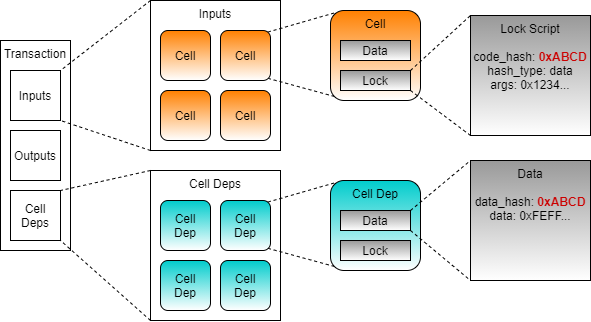 Transaction
Inputs
Outputs
Cell
Deps
Inputs
Cell
Cell
Cell
Cell
Cell
Data
Lock
Lock Script
code_hash: 0xABCD
hash_type: data
args: 0x1234...
Cell Deps
Cell
Dep
Cell
Dep
Cell
Dep
Cell
Dep
Cell Dep
Data
Lock
Data
data_hash: 0xABCD
data: 0xFEFF...